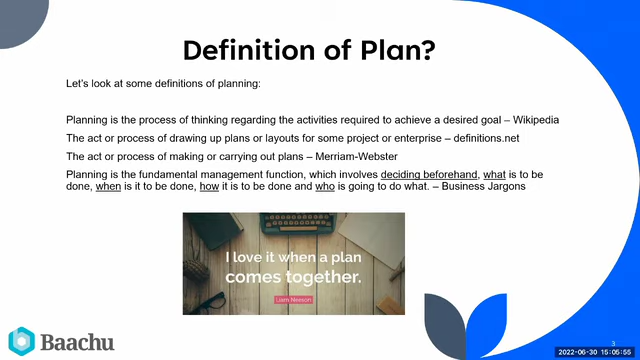 Definition of Plan?
Let's look at some definitions of planning:
Planning is the process of thinking regarding the activities required to achieve a desired goal – Wikipedia
The act or process of drawing up plans or layouts for some project or enterprise – definitions.net
The act or process of making or carrying out plans – Merriam-Webster
Planning is the fundamental management function, which involves deciding beforehand, what is to be
done, when is it to be done, how it is to be done and who is going to do what. – Business Jargons
I love it when a plan
comes together.
Liam Neeson
Baachu
3
2022-06-30 15:05:55